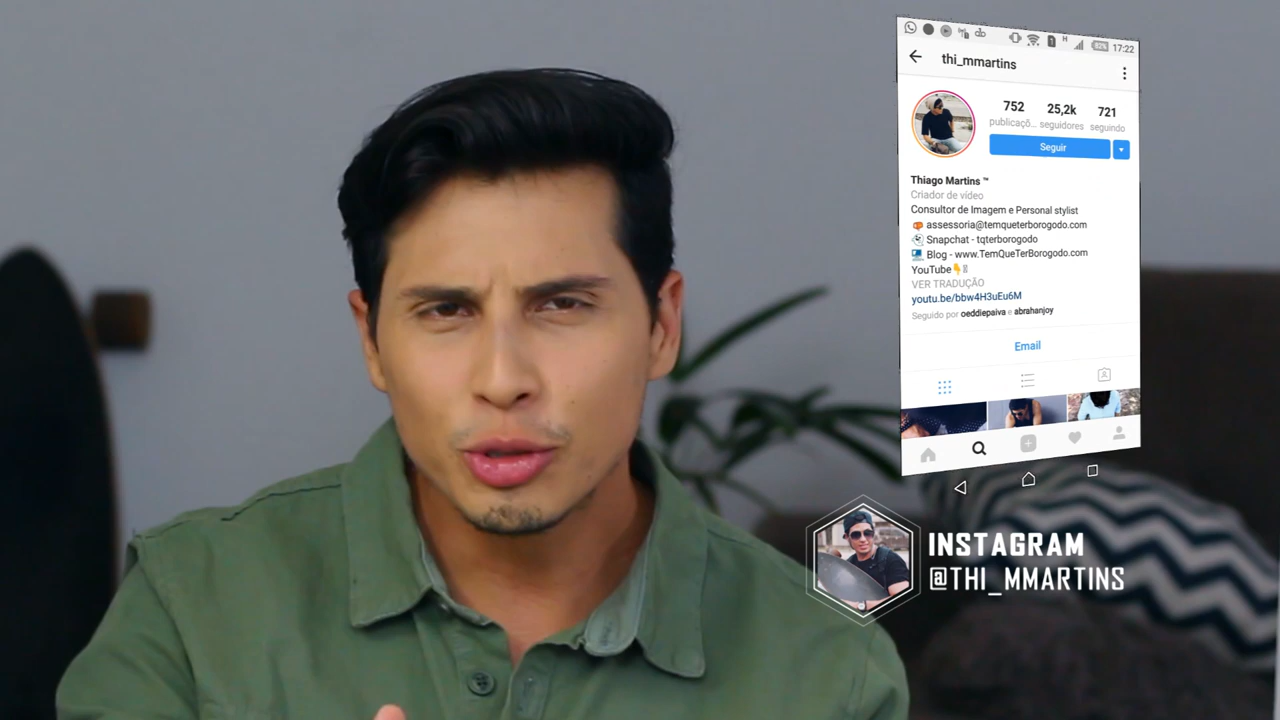 17:22
thi_mmartins
752 25,2k 721
publicaçõ... seguidores seguindo
Seguir
Thiago Martins ™
Criador de vídeo
Consultor de Imagem e Personal stylist
assessoria@temqueterborogodo.com
Snapchat - tqterborogodo
Blog - www.TemQueTerBorogodo.com
YouTube
VER TRADUÇÃO
youtu.be/bbw4H3uEu6M
Seguido por oeddiepaiva e abrahanjoy
Email
INSTAGRAM
@THI_MMARTINS